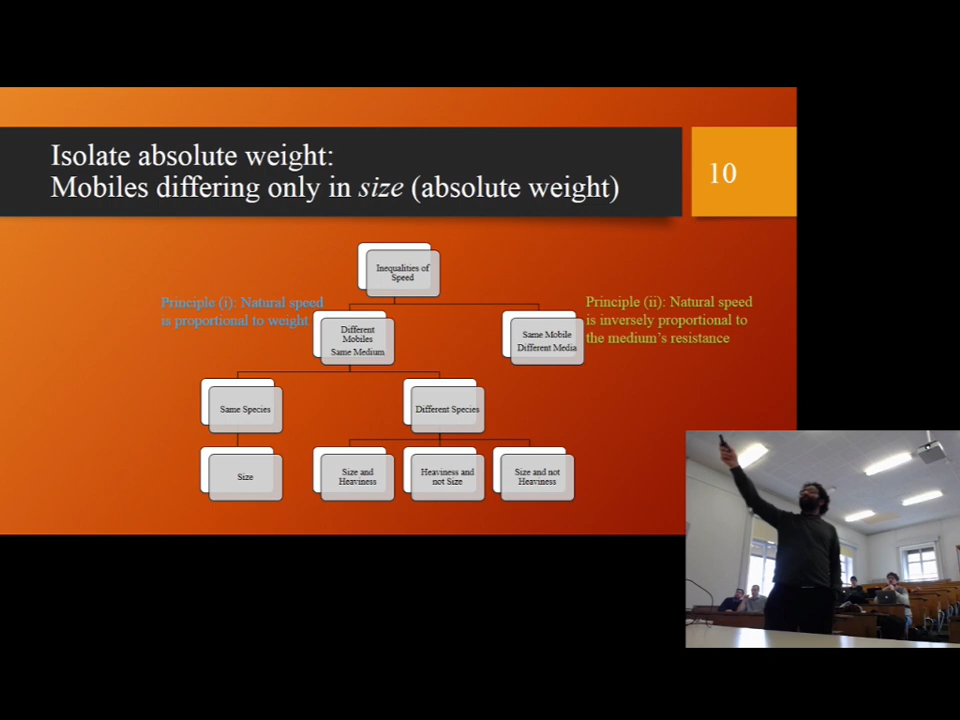 Isolate absolute weight:
Mobiles differing only in size (absolute weight)
10
Inequalities of
Speed
Principle (i): Natural speed
is proportional to weight
Different
Mobiles
Same Medium
Same Mobile
Different Media
Principle (ii): Natural speed
is inversely proportional to
the medium's resistance
Same Species
Different Species
Size
Size and
Heaviness
Heaviness and
not Size
Size and not
Heaviness